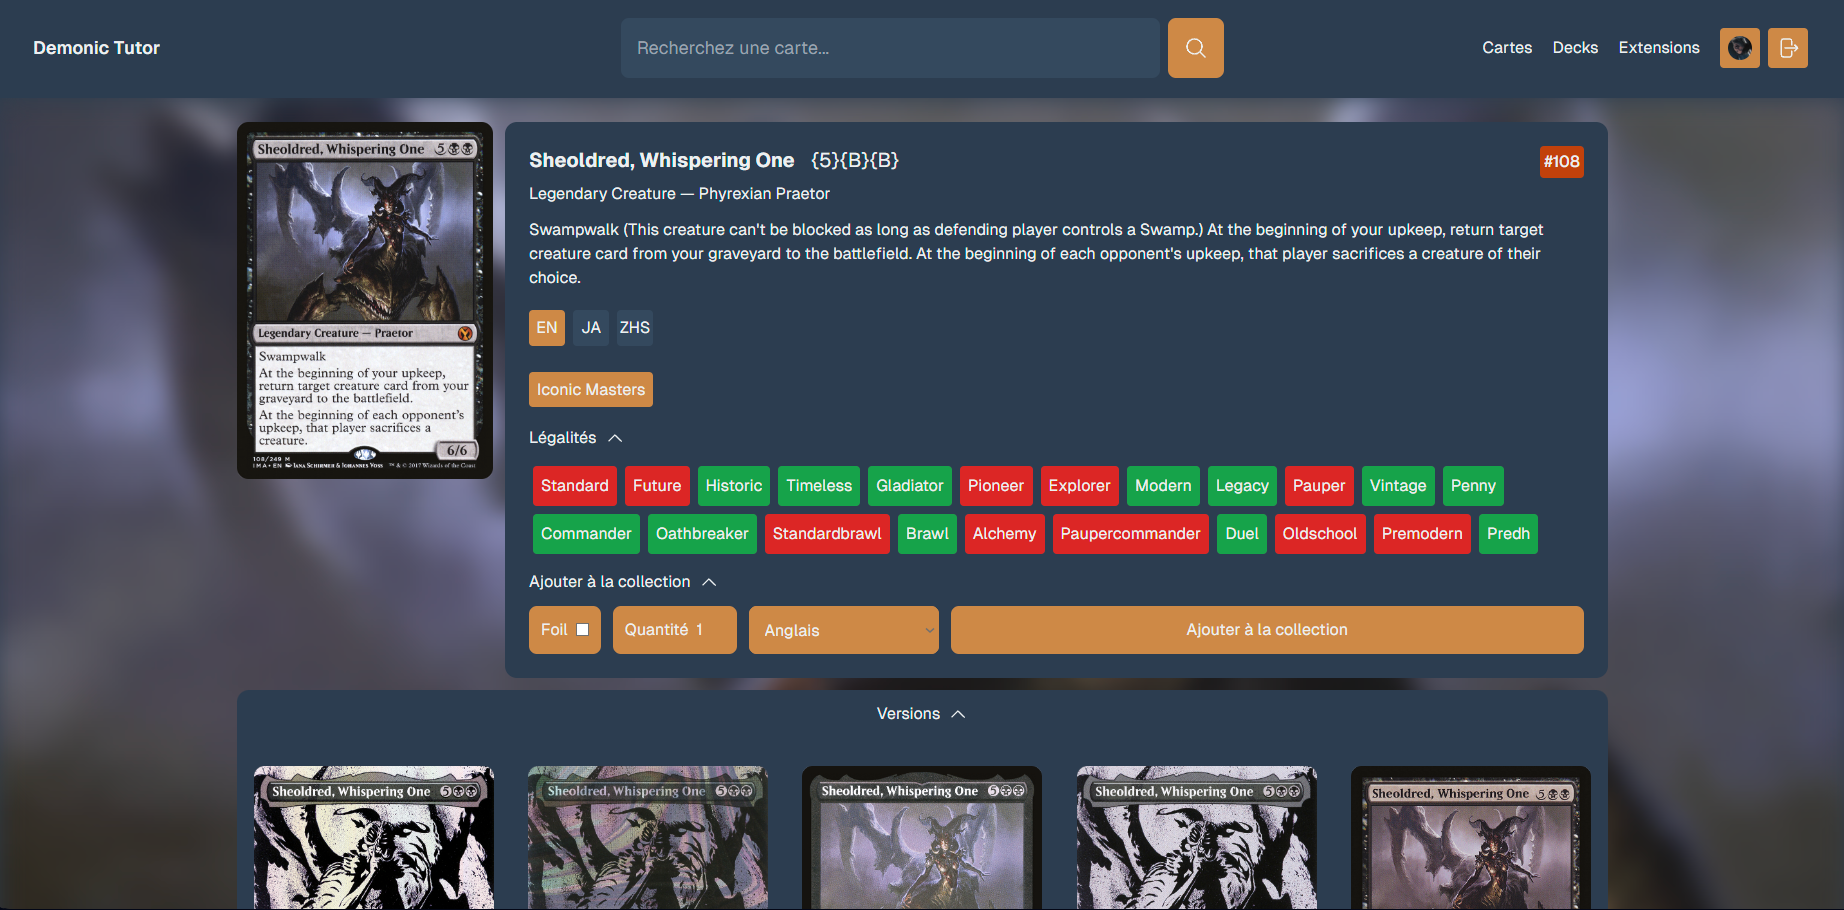 Demonic Tutor
Recherchez une carte...
Cartes
Decks
Extensions
Sheoldred, Whispering One 5
Legendary Creature — Praetor
Swampwalk
At the beginning of your upkeep,
return target creature card from your
graveyard to the battlefield.
At the beginning of each opponent's
upkeep, that player sacrifices a
creature.
6/6
108/249 M
IMA • EN Jana Schirmer & Johannes Voss ™ & © 2017 Wizards of the Coast
Sheoldred, Whispering One {5}{B}{B}
#108
Legendary Creature — Phyrexian Praetor
Swampwalk (This creature can't be blocked as long as defending player controls a Swamp.) At the beginning of your upkeep, return target
creature card from your graveyard to the battlefield. At the beginning of each opponent's upkeep, that player sacrifices a creature of their
choice.
EN JA ZHS
Iconic Masters
Légalités
Standard Future Historic Timeless Gladiator Pioneer Explorer Modern Legacy Pauper Vintage Penny
Commander Oathbreaker Standardbrawl Brawl Alchemy Paupercommander Duel Oldschool Premodern Predh
Ajouter à la collection
Foil Quantité 1 Anglais Ajouter à la collection
Versions
Sheoldred, Whispering One 5
Sheoldred, Whispering One 5
Sheoldred, Whispering One 5
Sheoldred, Whispering One 5
Sheoldred, Whispering One 5